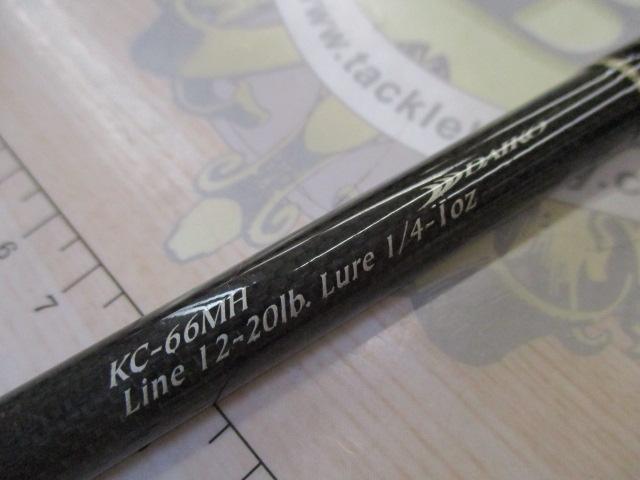 www.tackle
DAIKO
KC-66MH
Line 12-20lb. Lure 1/4-1oz
6
7